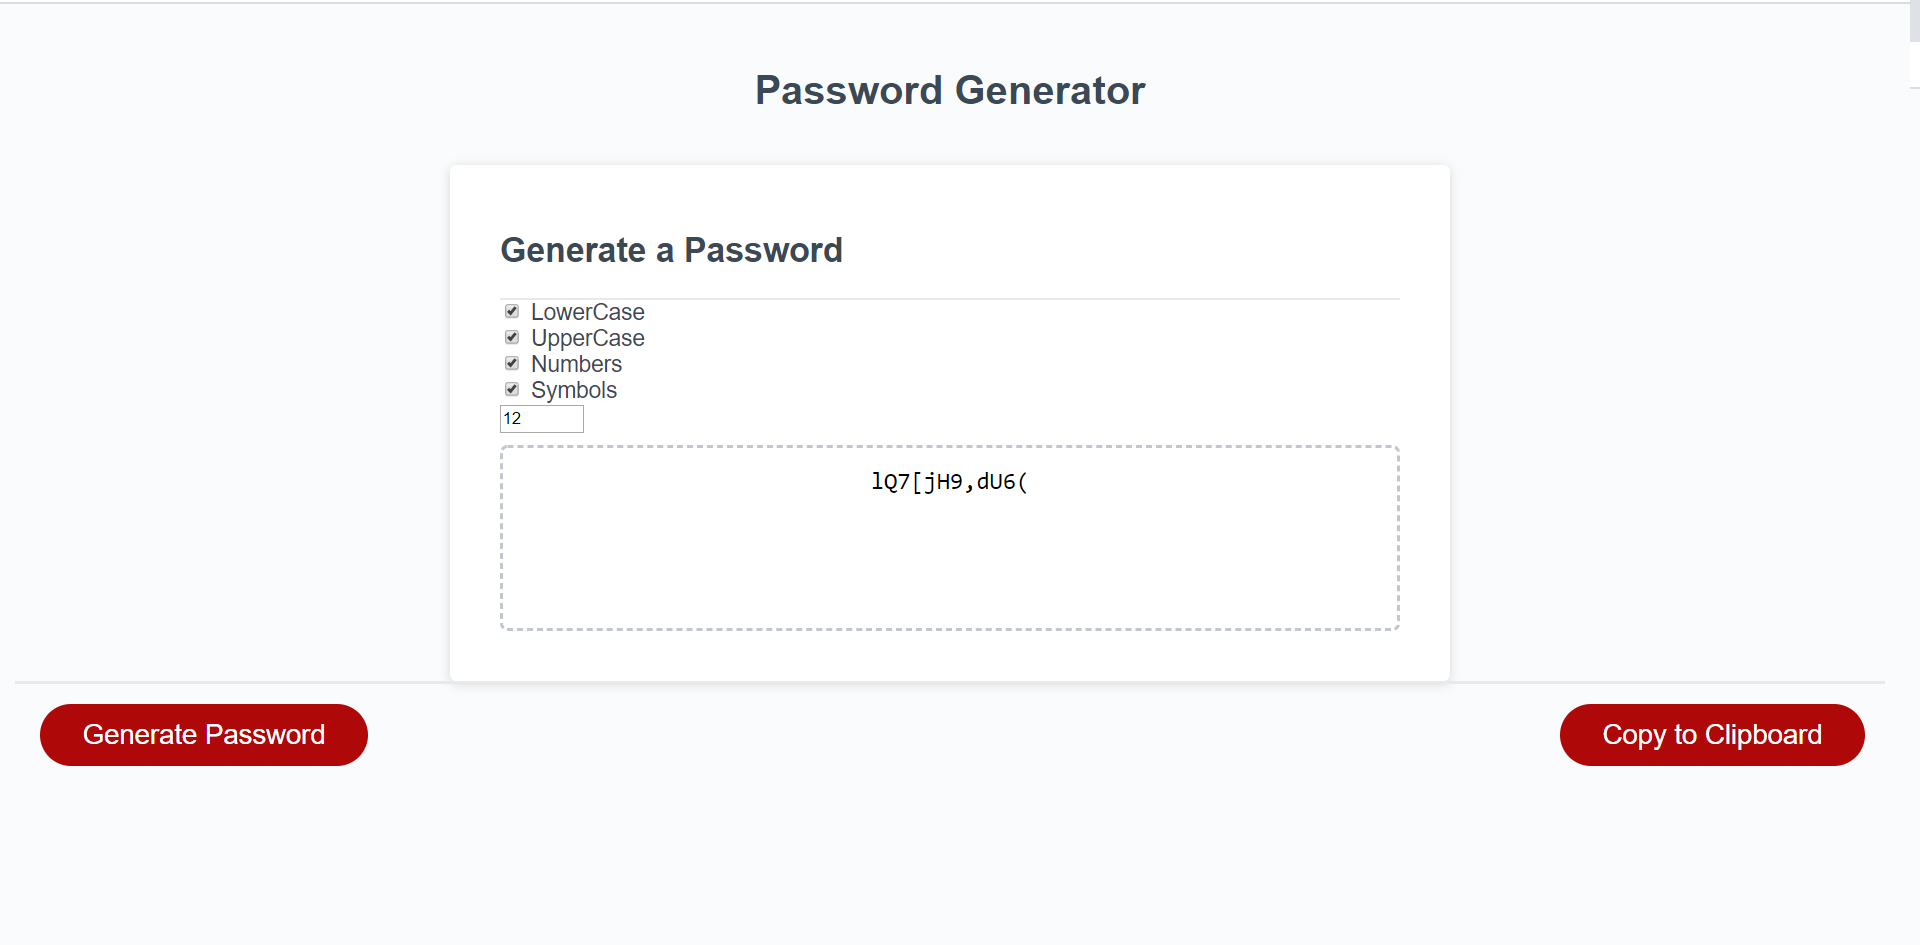 Password Generator
Generate a Password
LowerCase
UpperCase
Numbers
Symbols
12
lQ7[jH9,dU6(
Generate Password
Copy to Clipboard